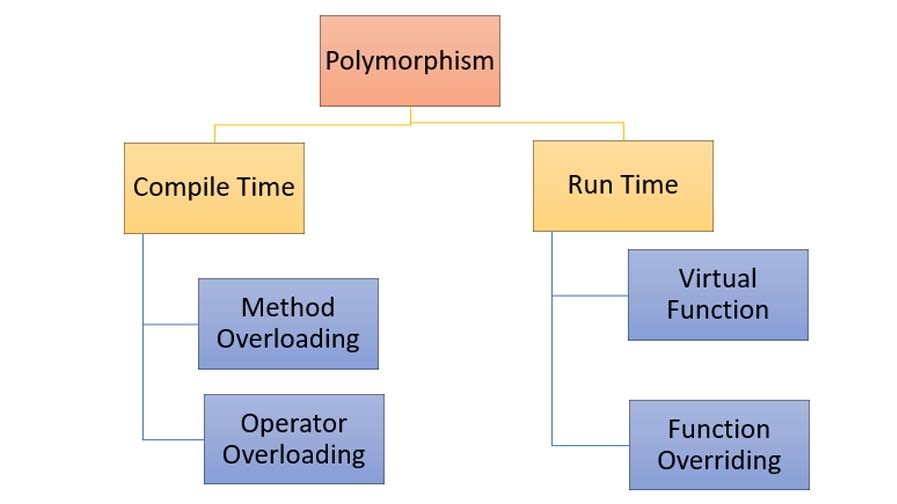 Polymorphism
Compile Time
Run Time
Method
Overloading
Operator
Overloading
Virtual
Function
Function
Overriding